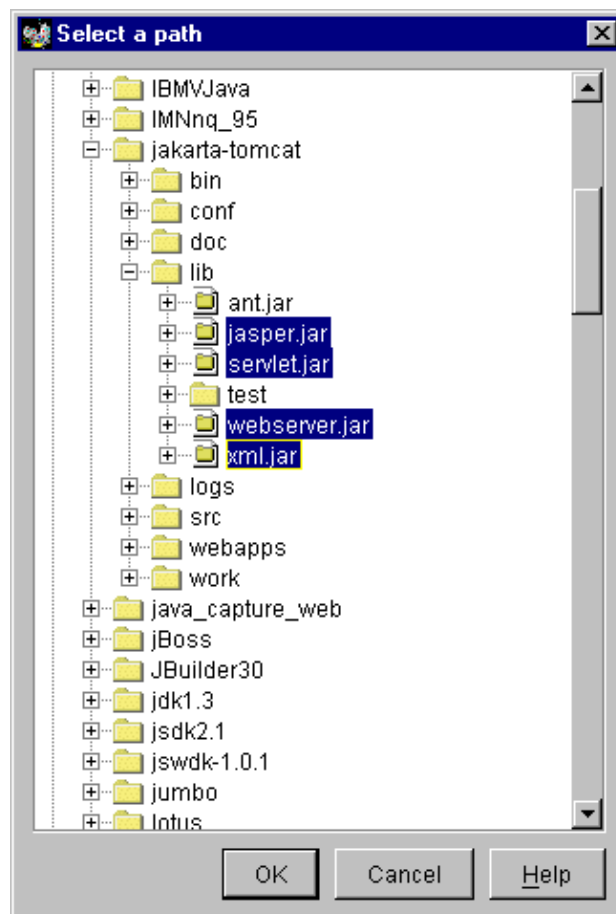 Select a path
IBMVJava
IMNnq_95
jakarta-tomcat
bin
conf
doc
lib
ant.jar
jasper.jar
servlet.jar
test
webserver.jar
xml.jar
logs
src
webapps
work
java_capture_web
jBoss
JBuilder30
jdk1.3
jsdk2.1
jswdk-1.0.1
jumbo
lotus
OK Cancel Help